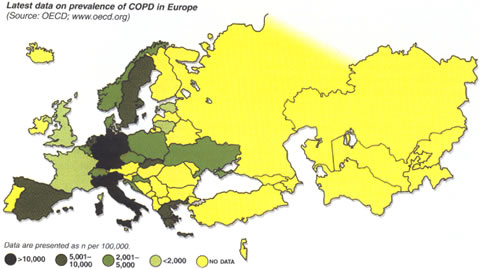 Latest data on prevalence of COPD in Europe
(Source: OECD; www.oecd.org)
Data are presented as n per 100,000.
>10,000 5,001– 2,001– <2,000 NO DATA
10,000 5,000